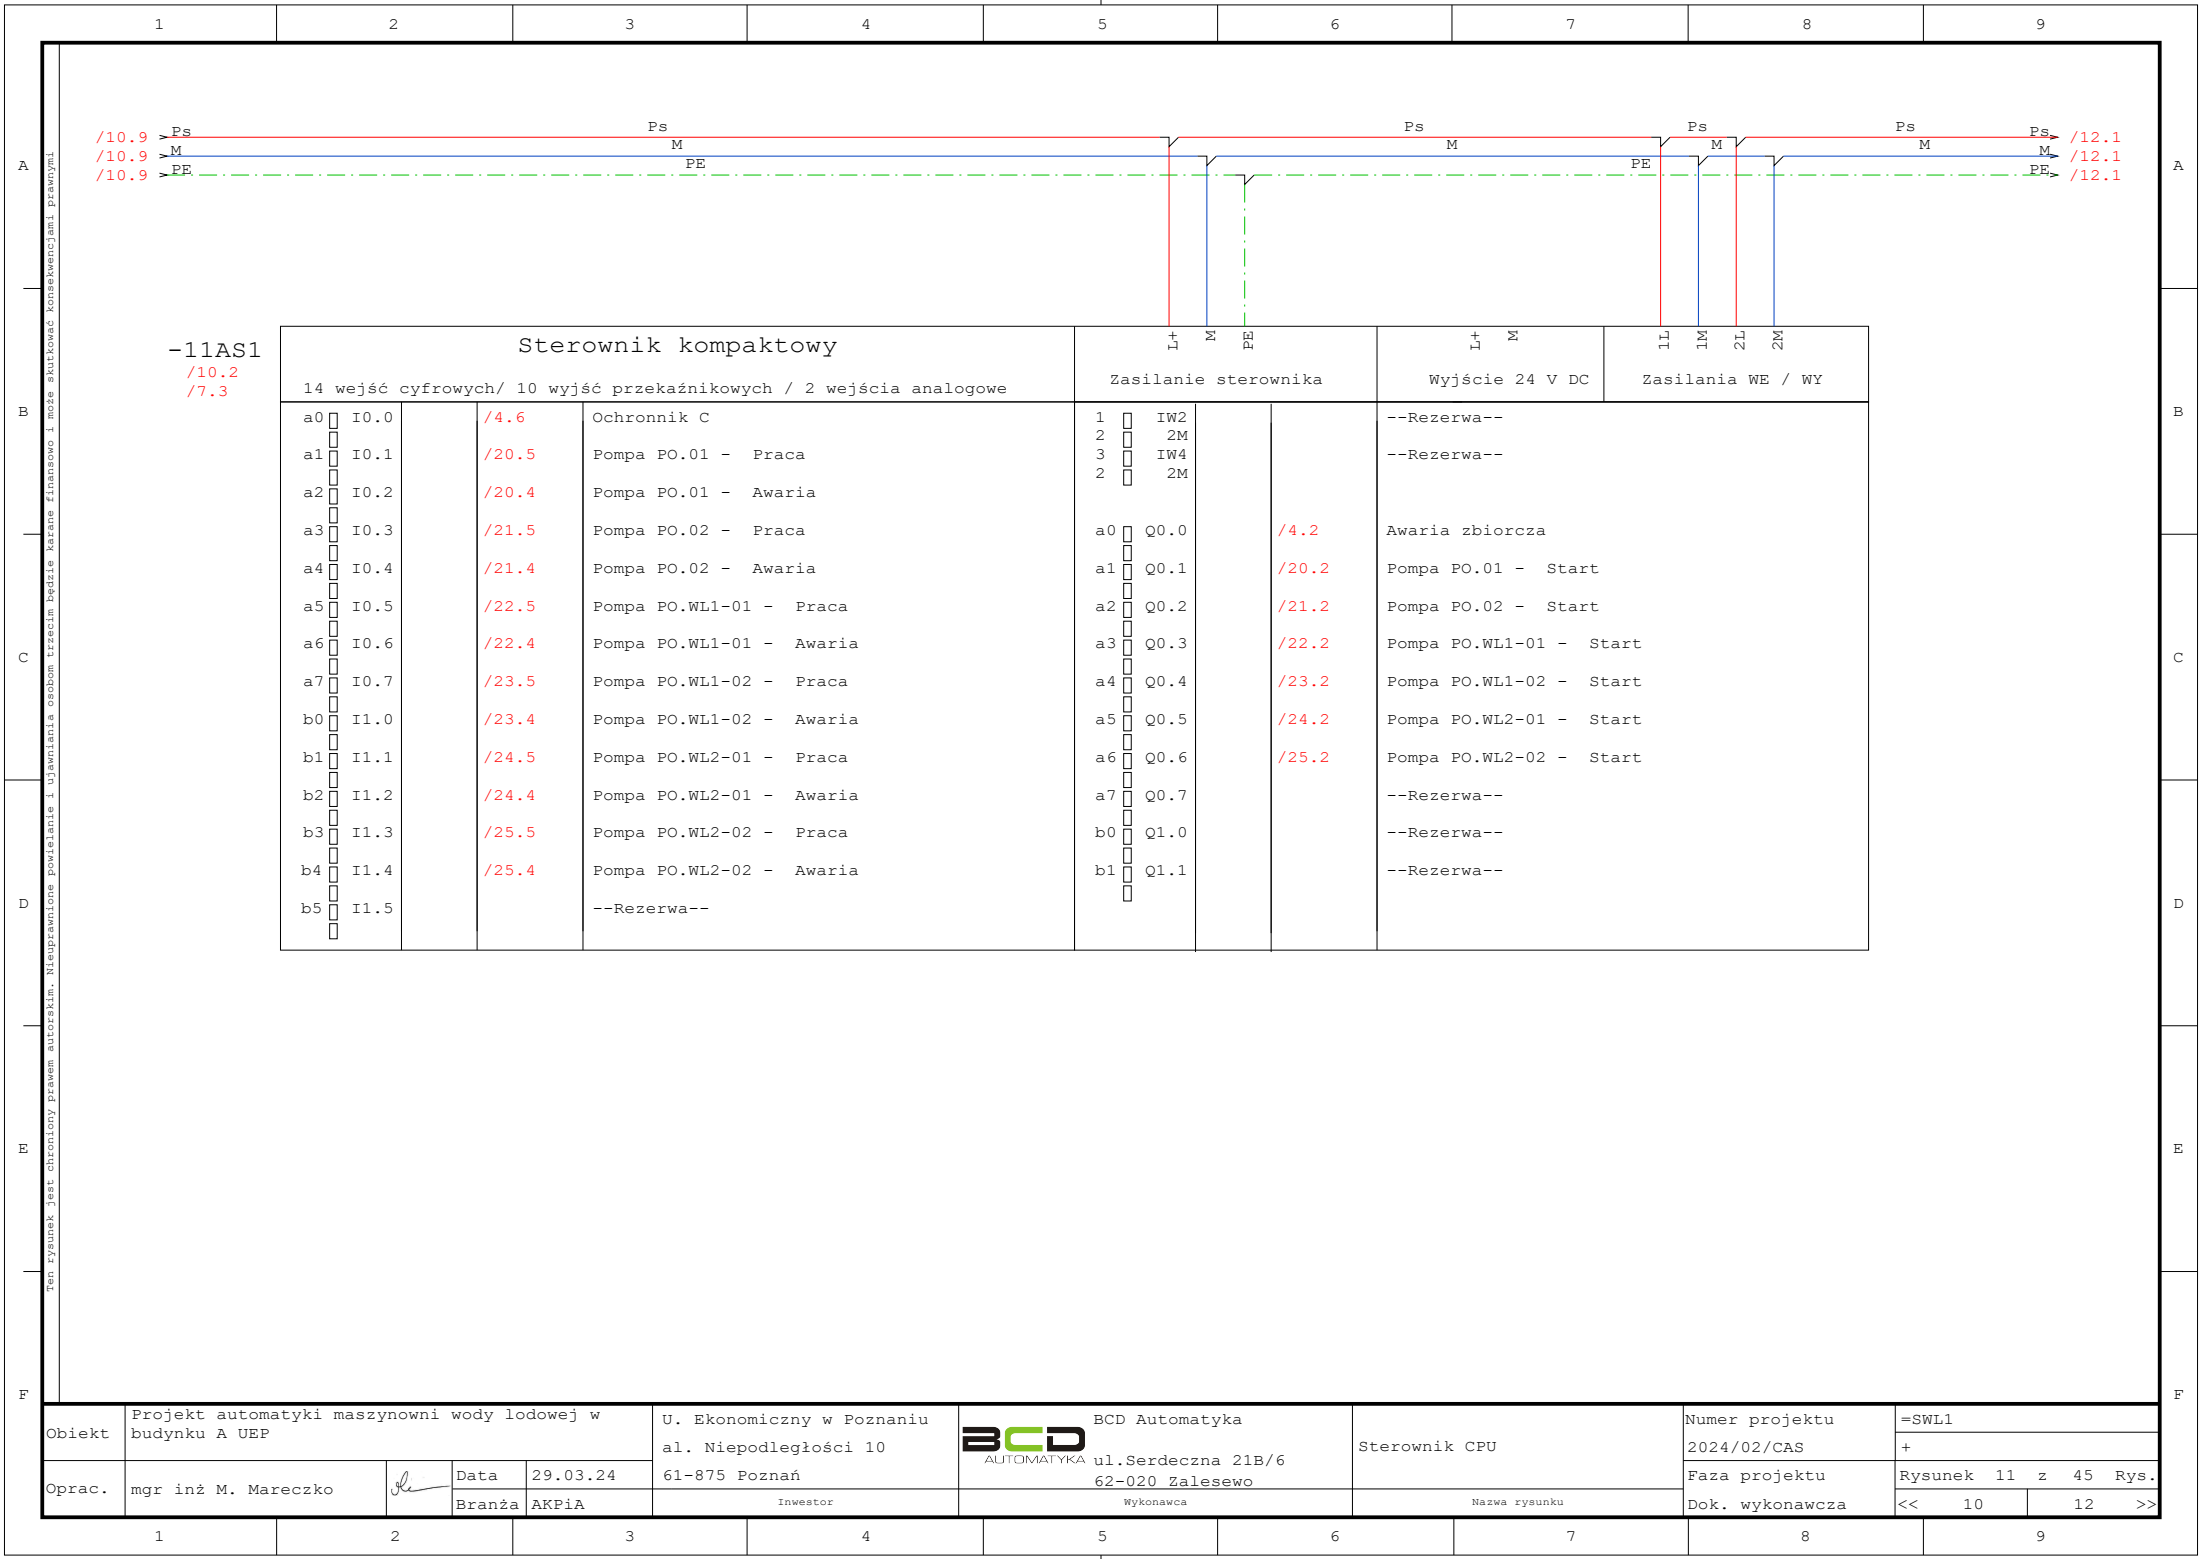 1 2 3 4 5 6 7 8 9
/10.9 Ps Ps Ps Ps Ps Ps /12.1
/10.9 M M M M M M /12.1
/10.9 PE PE PE PE /12.1
A A
B B
C C
D D
E E
F F
Ten rysunek jest chroniony prawem autorskim. Nieuprawnione powielanie i ujawniania osobom trzecim będzie karane finansowo i może skutkować konsekwencjami prawnymi
-11AS1
/10.2
/7.3
Sterownik kompaktowy
14 wejść cyfrowych/ 10 wyjść przekaźnikowych / 2 wejścia analogowe
L+ M PE
Zasilanie sterownika
L+ M
Wyjście 24 V DC
1L 1M 2L 2M
Zasilania WE / WY
a0 I0.0 /4.6 Ochronnik C
a1 I0.1 /20.5 Pompa PO.01 - Praca
a2 I0.2 /20.4 Pompa PO.01 - Awaria
a3 I0.3 /21.5 Pompa PO.02 - Praca
a4 I0.4 /21.4 Pompa PO.02 - Awaria
a5 I0.5 /22.5 Pompa PO.WL1-01 - Praca
a6 I0.6 /22.4 Pompa PO.WL1-01 - Awaria
a7 I0.7 /23.5 Pompa PO.WL1-02 - Praca
b0 I1.0 /23.4 Pompa PO.WL1-02 - Awaria
b1 I1.1 /24.5 Pompa PO.WL2-01 - Praca
b2 I1.2 /24.4 Pompa PO.WL2-01 - Awaria
b3 I1.3 /25.5 Pompa PO.WL2-02 - Praca
b4 I1.4 /25.4 Pompa PO.WL2-02 - Awaria
b5 I1.5 --Rezerwa--
1 IW2 --Rezerwa--
2 2M
3 IW4 --Rezerwa--
2 2M
a0 Q0.0 /4.2 Awaria zbiorcza
a1 Q0.1 /20.2 Pompa PO.01 - Start
a2 Q0.2 /21.2 Pompa PO.02 - Start
a3 Q0.3 /22.2 Pompa PO.WL1-01 - Start
a4 Q0.4 /23.2 Pompa PO.WL1-02 - Start
a5 Q0.5 /24.2 Pompa PO.WL2-01 - Start
a6 Q0.6 /25.2 Pompa PO.WL2-02 - Start
a7 Q0.7 --Rezerwa--
b0 Q1.0 --Rezerwa--
b1 Q1.1 --Rezerwa--
Obiekt
Projekt automatyki maszynowni wody lodowej w
budynku A UEP
Oprac.
mgr inż M. Mareczko
Data 29.03.24
Branża AKPiA
U. Ekonomiczny w Poznaniu
al. Niepodległości 10
61-875 Poznań
Inwestor
BCD
AUTOMATYKA
BCD Automatyka
ul.Serdeczna 21B/6
62-020 Zalesewo
Wykonawca
Sterownik CPU
Nazwa rysunku
Numer projektu
2024/02/CAS
Faza projektu
Dok. wykonawcza
=SWL1
+
Rysunek 11 z 45 Rys.
<< 10 12 >>
1 2 3 4 5 6 7 8 9